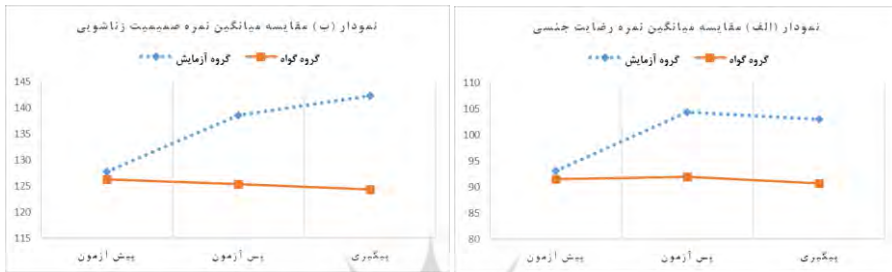 نمودار (الف) مقایسه میانگین نمره رضایت جنسی
گروه آزمایش گروه گواه
110
105
100
95
90
85
80
پیش آزمون پس آزمون پیگیری
نمودار (ب) مقایسه میانگین نمره صمیمیت زناشویی
گروه آزمایش گروه گواه
145
140
135
130
125
120
115
پیش آزمون پس آزمون پیگیری